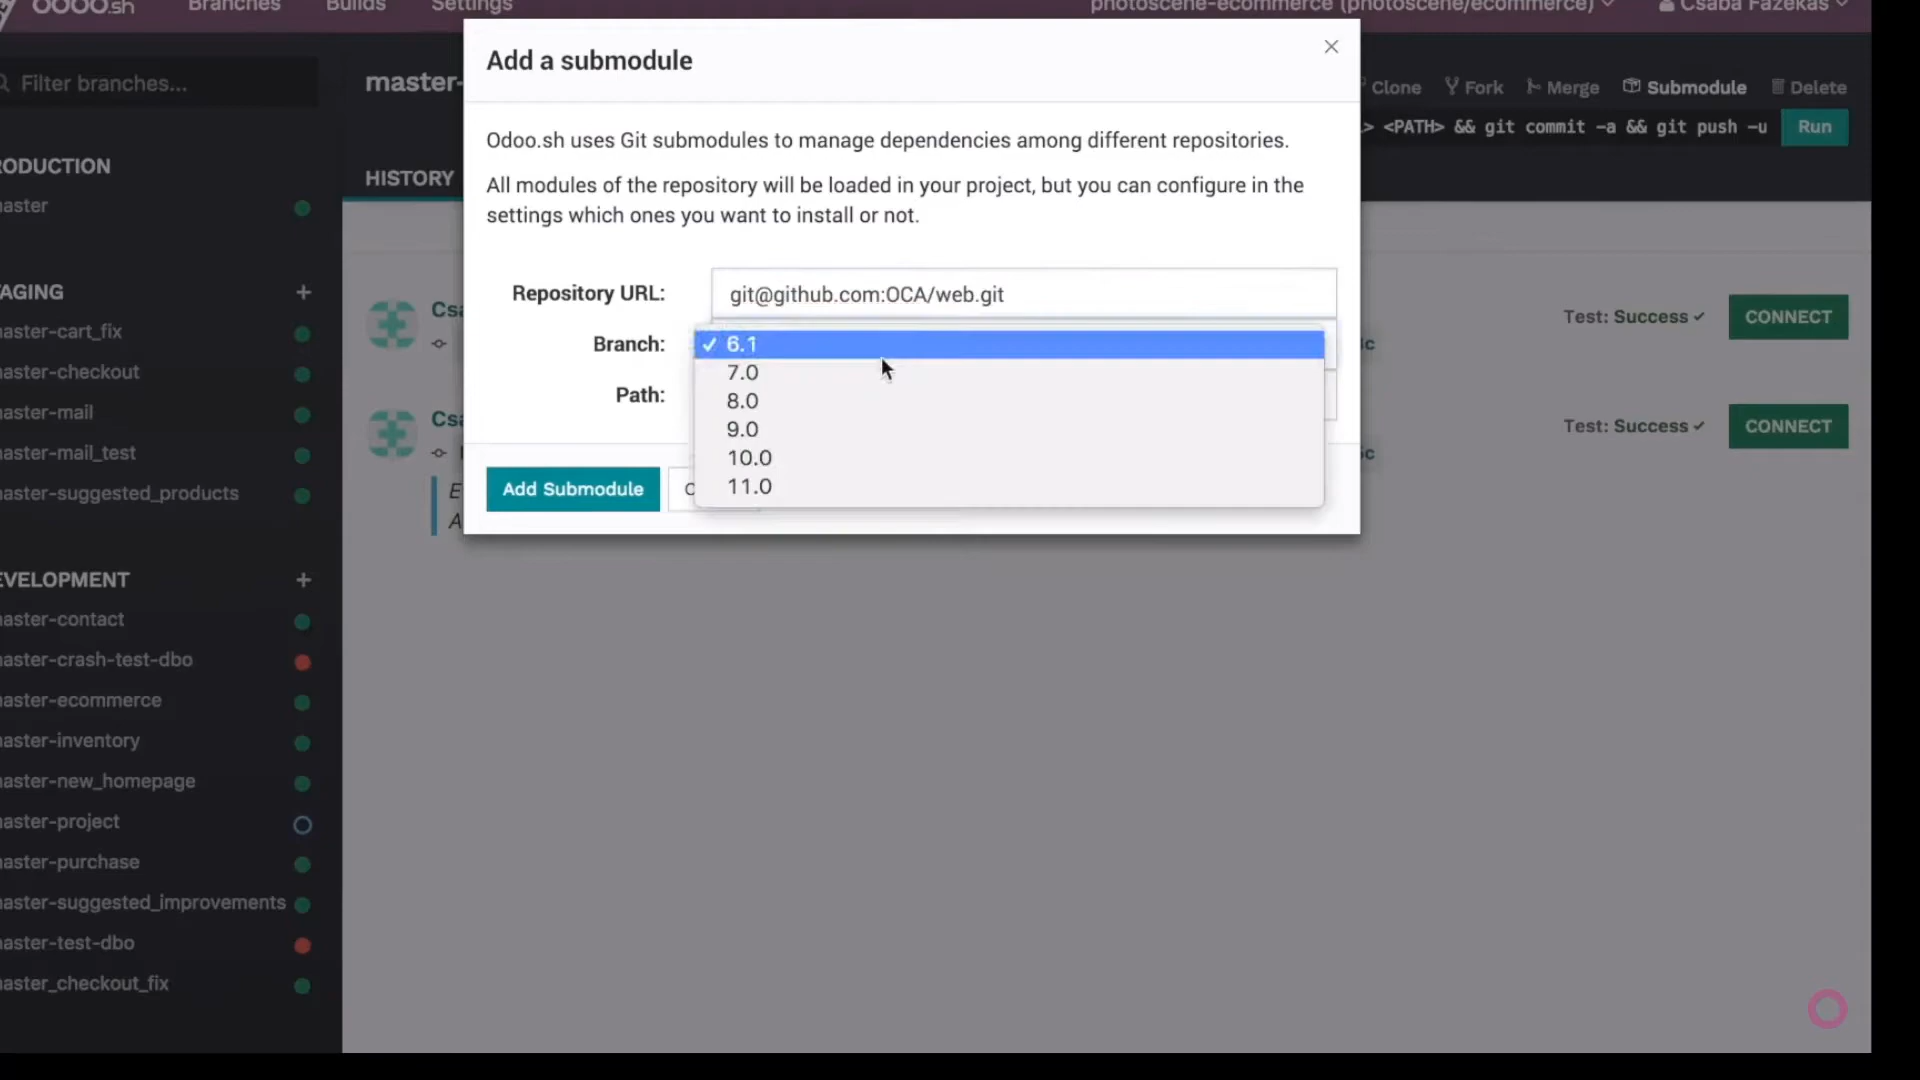 odoo.sh
Branches
Builds
Settings
photoscene-ecommerce (photoscene/ecommerce)
Csaba Fazekas
Filter branches...
master-
Clone
Fork
Merge
Submodule
Delete
<PATH> && git commit -a && git push -u
Run
HISTORY
RODUCTION
aster
AGING
+
aster-cart_fix
aster-checkout
aster-mail
aster-mail_test
aster-suggested_products
EVELOPMENT
+
aster-contact
aster-crash-test-dbo
aster-ecommerce
aster-inventory
aster-new_homepage
aster-project
aster-purchase
aster-suggested_improvements
aster-test-dbo
aster_checkout_fix
Add a submodule
Odoo.sh uses Git submodules to manage dependencies among different repositories.
All modules of the repository will be loaded in your project, but you can configure in the
settings which ones you want to install or not.
Repository URL:
git@github.com:OCA/web.git
Branch:
✓ 6.1
7.0
8.0
9.0
10.0
11.0
Path:
Add Submodule
Csa
Test: Success ✓
CONNECT
Csa
Test: Success ✓
CONNECT